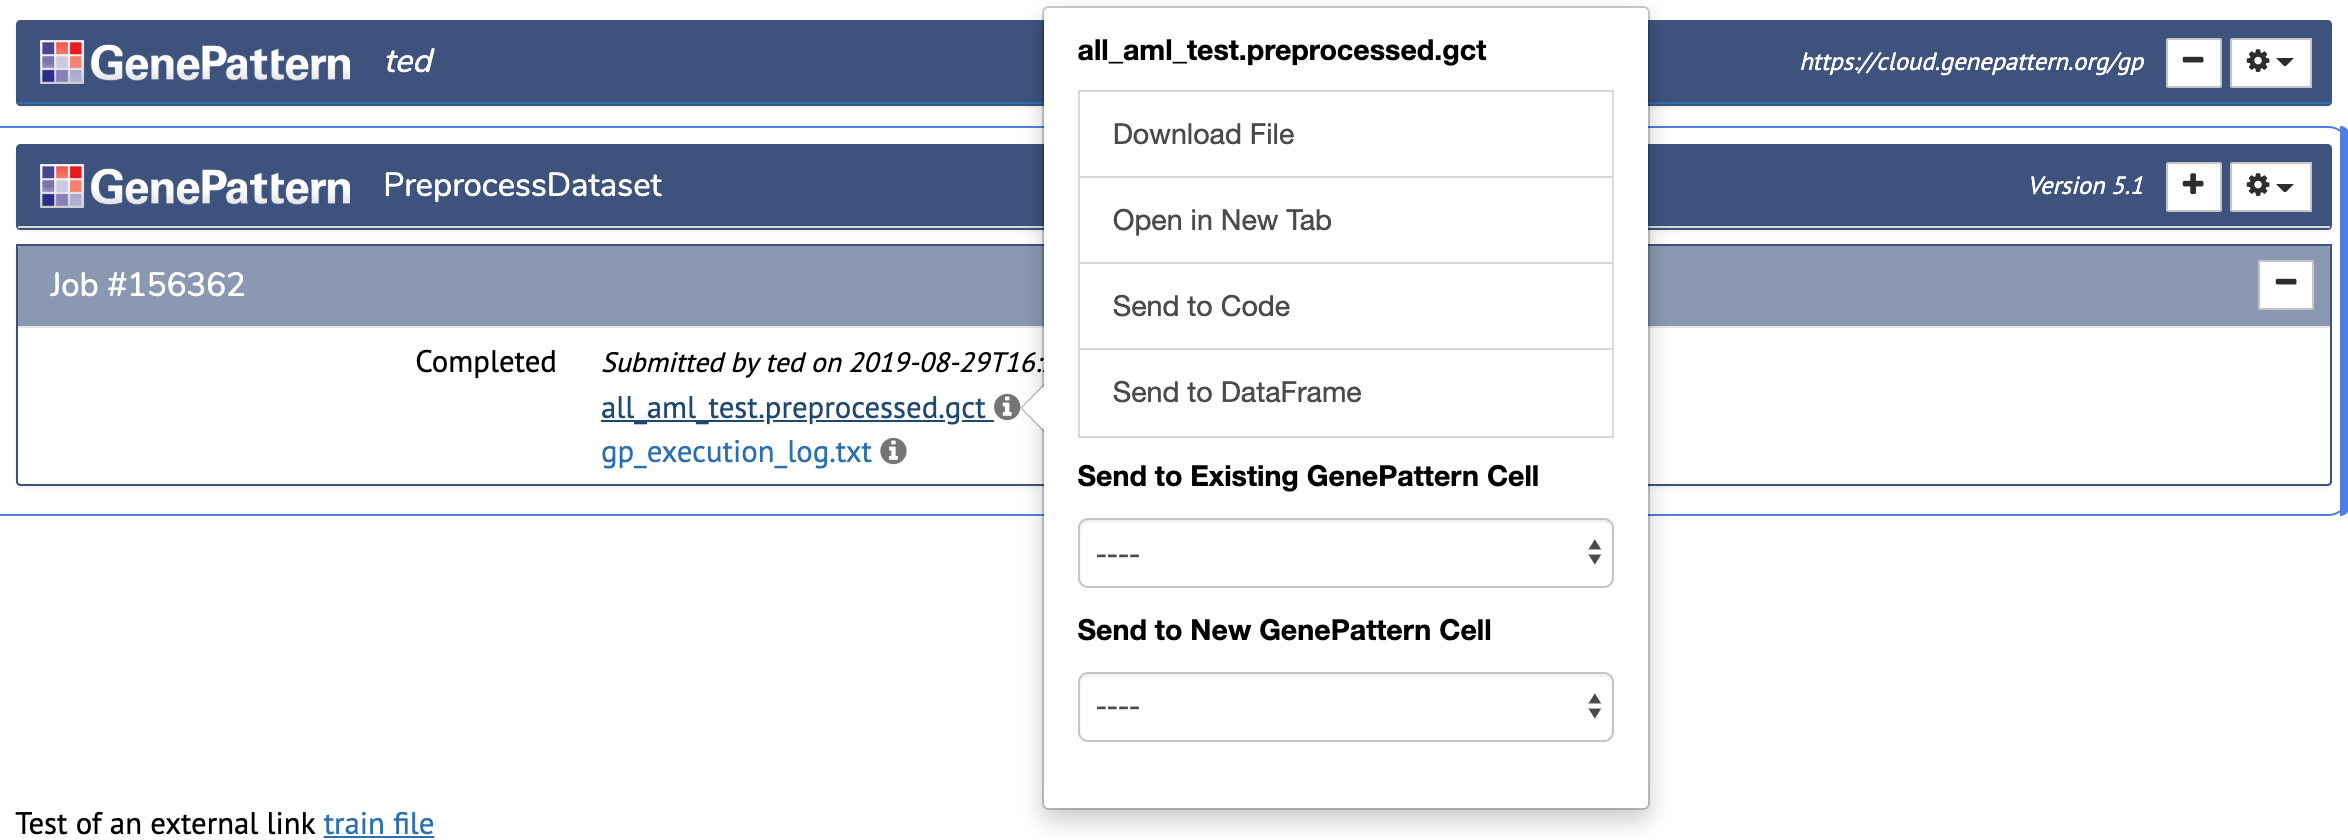 GenePattern ted
https://cloud.genepattern.org/gp
GenePattern PreprocessDataset
Version 5.1
Job #156362
Completed
Submitted by ted on 2019-08-29T16:
all_aml_test.preprocessed.gct
gp_execution_log.txt
all_aml_test.preprocessed.gct
Download File
Open in New Tab
Send to Code
Send to DataFrame
Send to Existing GenePattern Cell
----
Send to New GenePattern Cell
----
Test of an external link train file